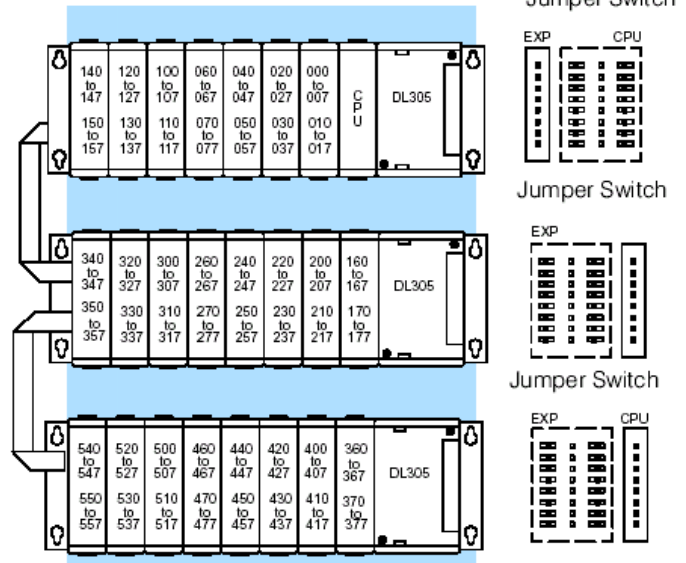 Jumper Switch
EXP CPU
140 to 147 120 to 127 100 to 107 060 to 067 040 to 047 020 to 027 000 to 007 CPU DL305
150 to 157 130 to 137 110 to 117 070 to 077 050 to 057 030 to 037 010 to 017
Jumper Switch
EXP
340 to 347 320 to 327 300 to 307 260 to 267 240 to 247 220 to 227 200 to 207 160 to 167 DL305
350 to 357 330 to 337 310 to 317 270 to 277 250 to 257 230 to 237 210 to 217 170 to 177
Jumper Switch
EXP CPU
540 to 547 520 to 527 500 to 507 460 to 467 440 to 447 420 to 427 400 to 407 360 to 367 DL305
550 to 557 530 to 537 510 to 517 470 to 477 450 to 457 430 to 437 410 to 417 370 to 377